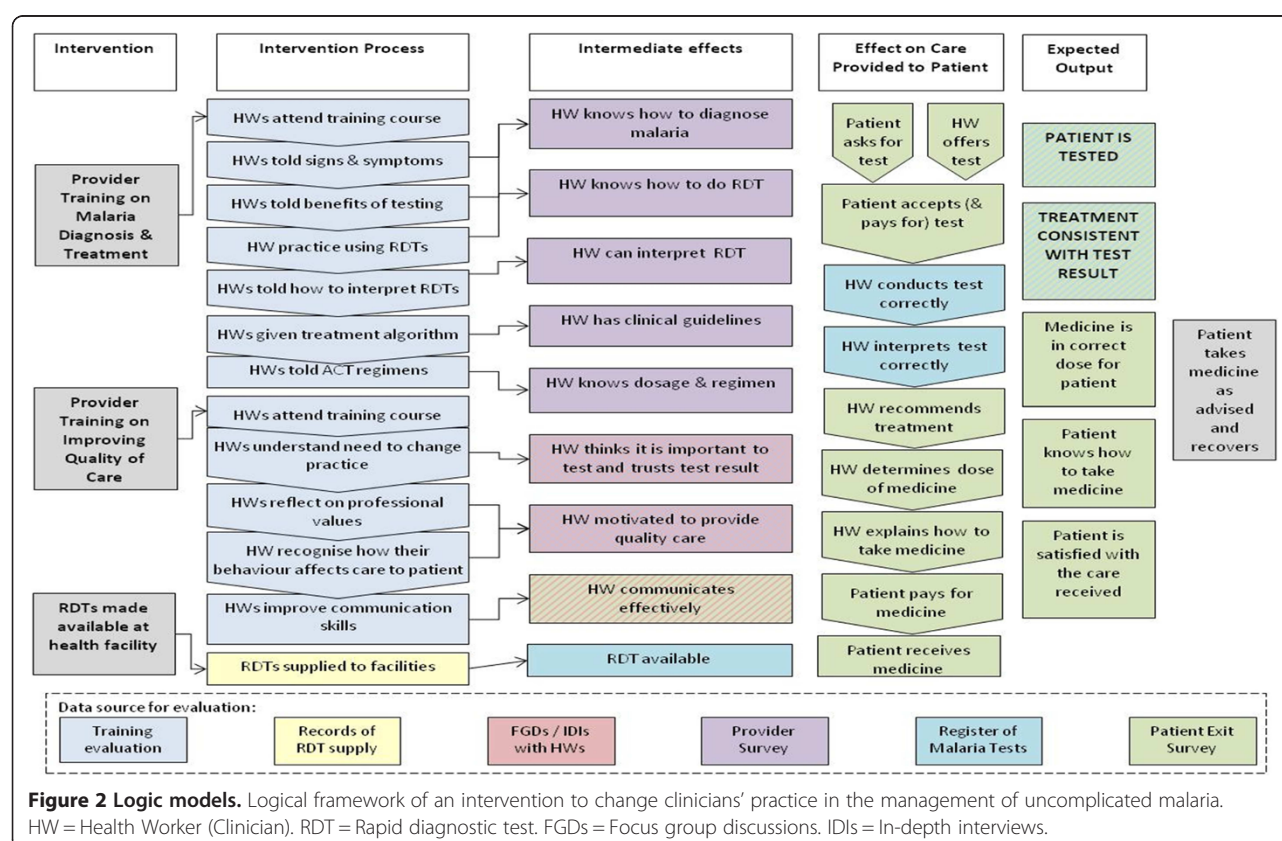 Intervention
Intervention Process
Intermediate effects
Effect on Care
Provided to Patient
Expected
Output
Provider
Training on
Malaria
Diagnosis &
Treatment
Provider
Training on
Improving
Quality of
Care
RDTs made
available at
health facility
HWs attend training course
HWs told signs & symptoms
HWs told benefits of testing
HW practice using RDTs
HWs told how to interpret RDTs
HWs given treatment algorithm
HWs told ACT regimens
HWs attend training course
HWs understand need to change
practice
HWs reflect on professional
values
HW recognise how their
behaviour affects care to patient
HWs improve communication
skills
RDTs supplied to facilities
HW knows how to diagnose
malaria
HW knows how to do RDT
HW can interpret RDT
HW has clinical guidelines
HW knows dosage & regimen
HW thinks it is important to
test and trusts test result
HW motivated to provide
quality care
HW communicates
effectively
RDT available
Patient
asks for
test
HW
offers
test
Patient accepts (&
pays for) test
HW conducts test
correctly
HW interprets test
correctly
HW recommends
treatment
HW determines dose
of medicine
HW explains how to
take medicine
Patient pays for
medicine
Patient receives
medicine
PATIENT IS
TESTED
TREATMENT
CONSISTENT
WITH TEST
RESULT
Medicine is
in correct
dose for
patient
Patient
knows how
to take
medicine
Patient is
satisfied with
the care
received
Patient
takes
medicine
as
advised
and
recovers
Data source for evaluation:
Training
evaluation
Records of
RDT supply
FGDs / IDIs
with HWs
Provider
Survey
Register of
Malaria Tests
Patient Exit
Survey
Figure 2 Logic models. Logical framework of an intervention to change clinicians’ practice in the management of uncomplicated malaria.
HW = Health Worker (Clinician). RDT = Rapid diagnostic test. FGDs = Focus group discussions. IDIs = In-depth interviews.